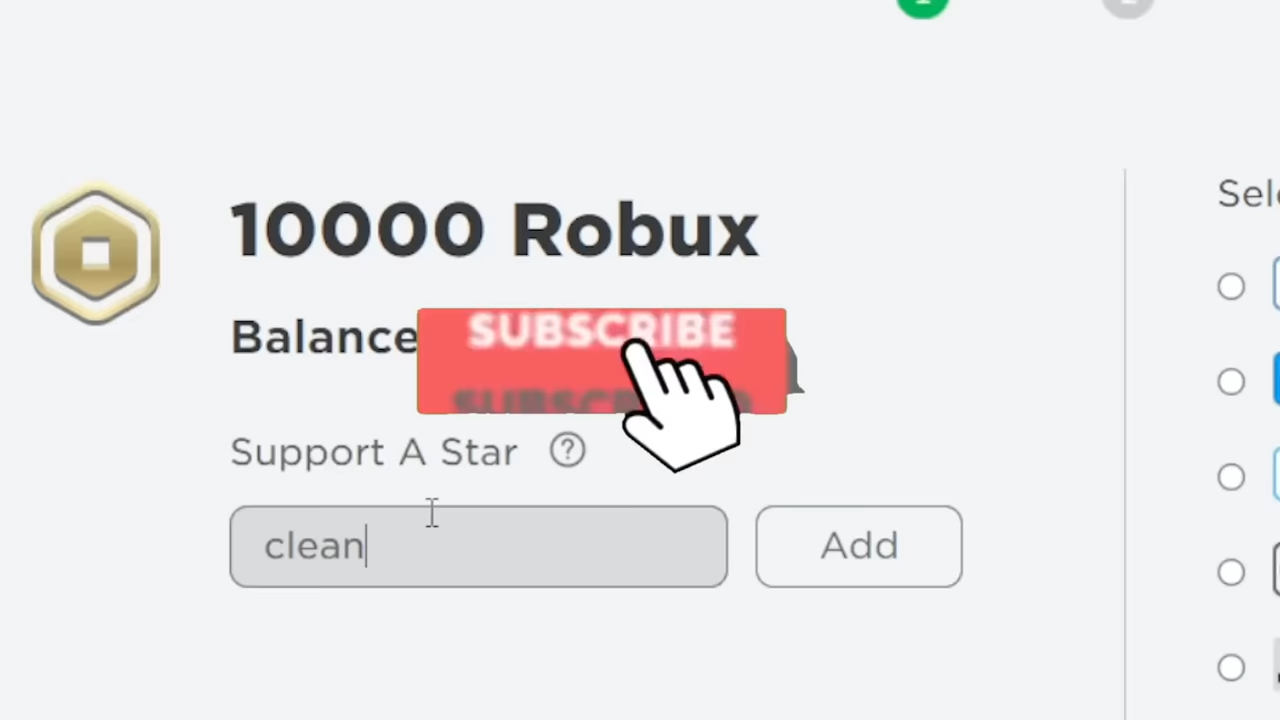 10000 Robux
Balance
SUBSCRIBE
Support A Star ?
clean
Add